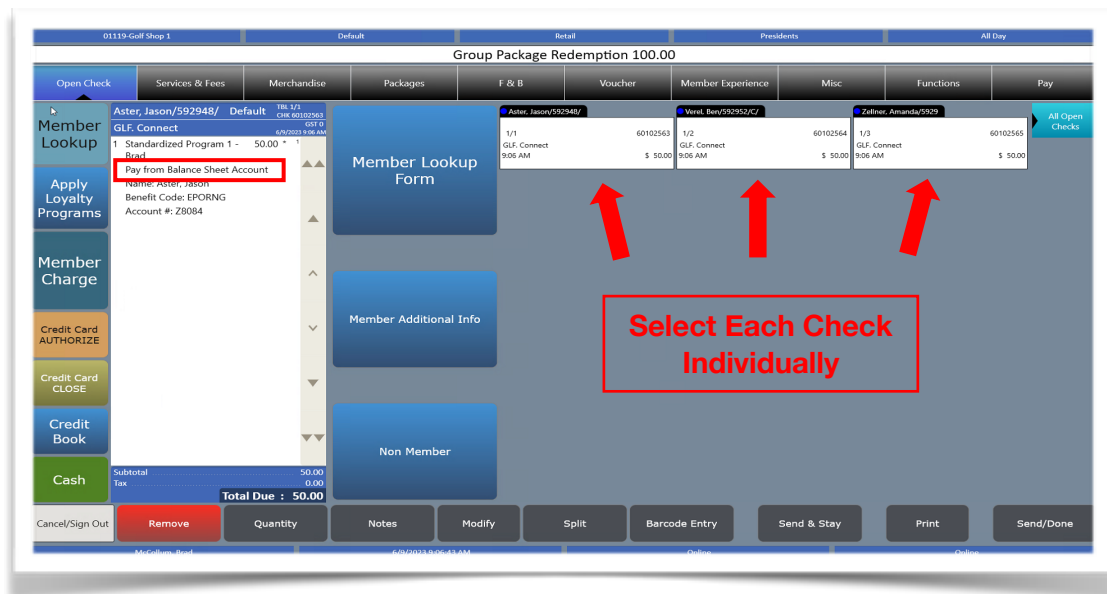 01119-Golf Shop 1
Default
Retail
Presidents
All Day
Group Package Redemption 100.00
Open Check
Services & Fees
Merchandise
Packages
F & B
Voucher
Member Experience
Misc
Functions
Pay
Member
Lookup
Apply
Loyalty
Programs
Member
Charge
Credit Card
AUTHORIZE
Credit Card
CLOSE
Credit
Book
Cash
Aster, Jason/592948/ Default TBL 1/1
CHK 60102563
GLF. Connect GST 0
6/9/2023 9:06 AM
1 Standardized Program 1 - 50.00 * 1
Brad
Pay from Balance Sheet Account
Name: Aster, Jason
Benefit Code: EPORNG
Account #: Z8084
Subtotal 50.00
Tax 0.00
Total Due : 50.00
Member Lookup
Form
Member Additional Info
Non Member
Aster, Jason/592948/
1/1 60102563
GLF. Connect
9:06 AM $ 50.00
Verel, Ben/592952/C/
1/2 60102564
GLF. Connect
9:06 AM $ 50.00
Zellner, Amanda/5929
1/3 60102565
GLF. Connect
9:06 AM $ 50.00
All Open
Checks
Select Each Check
Individually
Cancel/Sign Out
Remove
Quantity
Notes
Modify
Split
Barcode Entry
Send & Stay
Print
Send/Done
McCollum, Brad
6/9/2023 9:06:43 AM
Online
Online